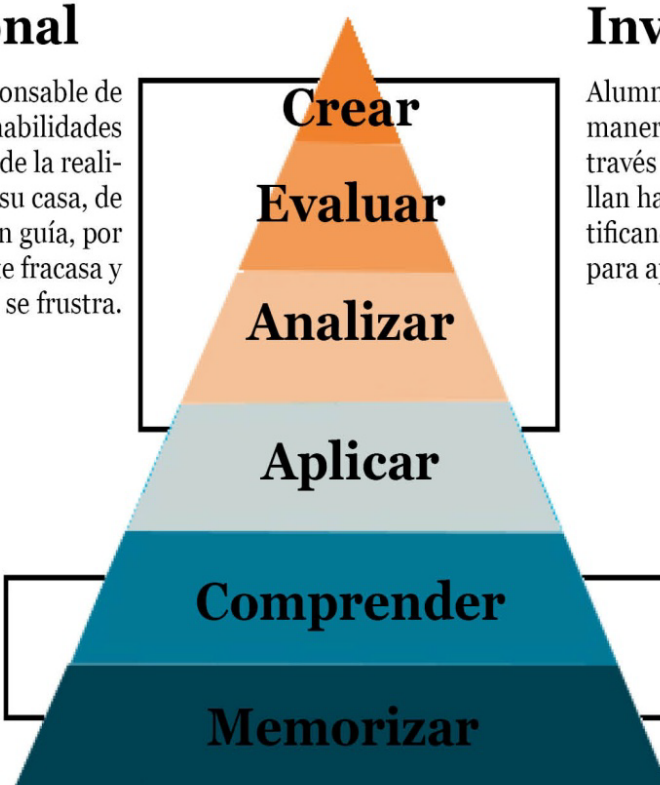 onal
onsable de
habilidades
de la reali-
su casa, de
n guía, por
e fracasa y
se frustra.
Crear
Evaluar
Analizar
Aplicar
Comprender
Memorizar
Inv
Alumn
maner
través
llan ha
tifican
para a